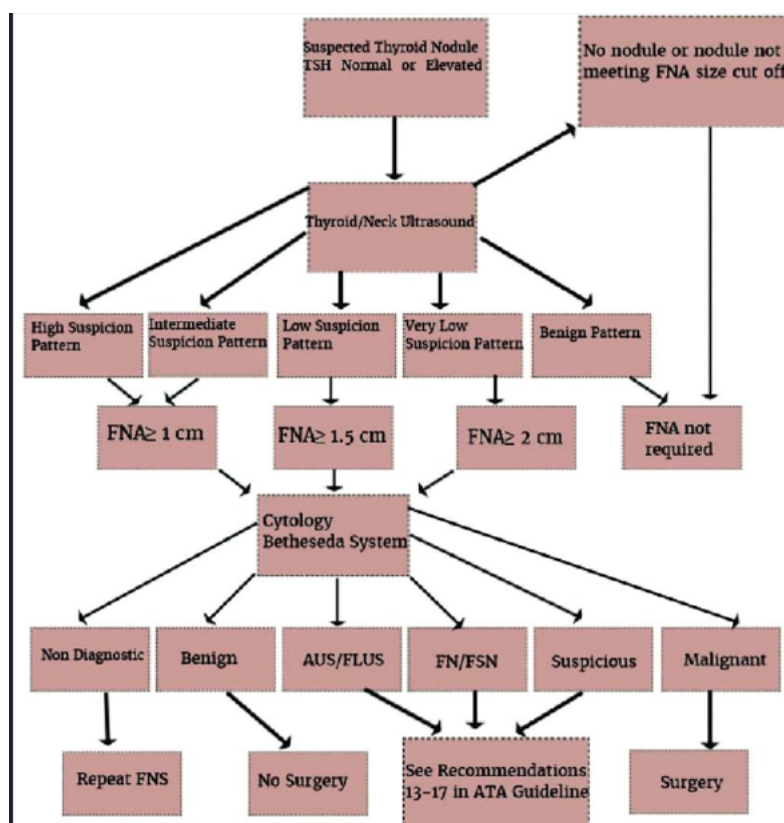 Suspected Thyroid Nodule
TSH Normal or Elevated
No nodule or nodule not
meeting FNA size cut off
Thyroid/Neck Ultrasound
High Suspicion
Pattern
Intermediate
Suspicion Pattern
Low Suspicion
Pattern
Very Low
Suspicion Pattern
Benign Pattern
FNA≥ 1 cm
FNA≥ 1.5 cm
FNA≥ 2 cm
FNA not
required
Cytology
Betheseda System
Non Diagnostic
Benign
AUS/FLUS
FN/FSN
Suspicious
Malignant
Repeat FNS
No Surgery
See Recommendations
13-17 in ATA Guideline
Surgery